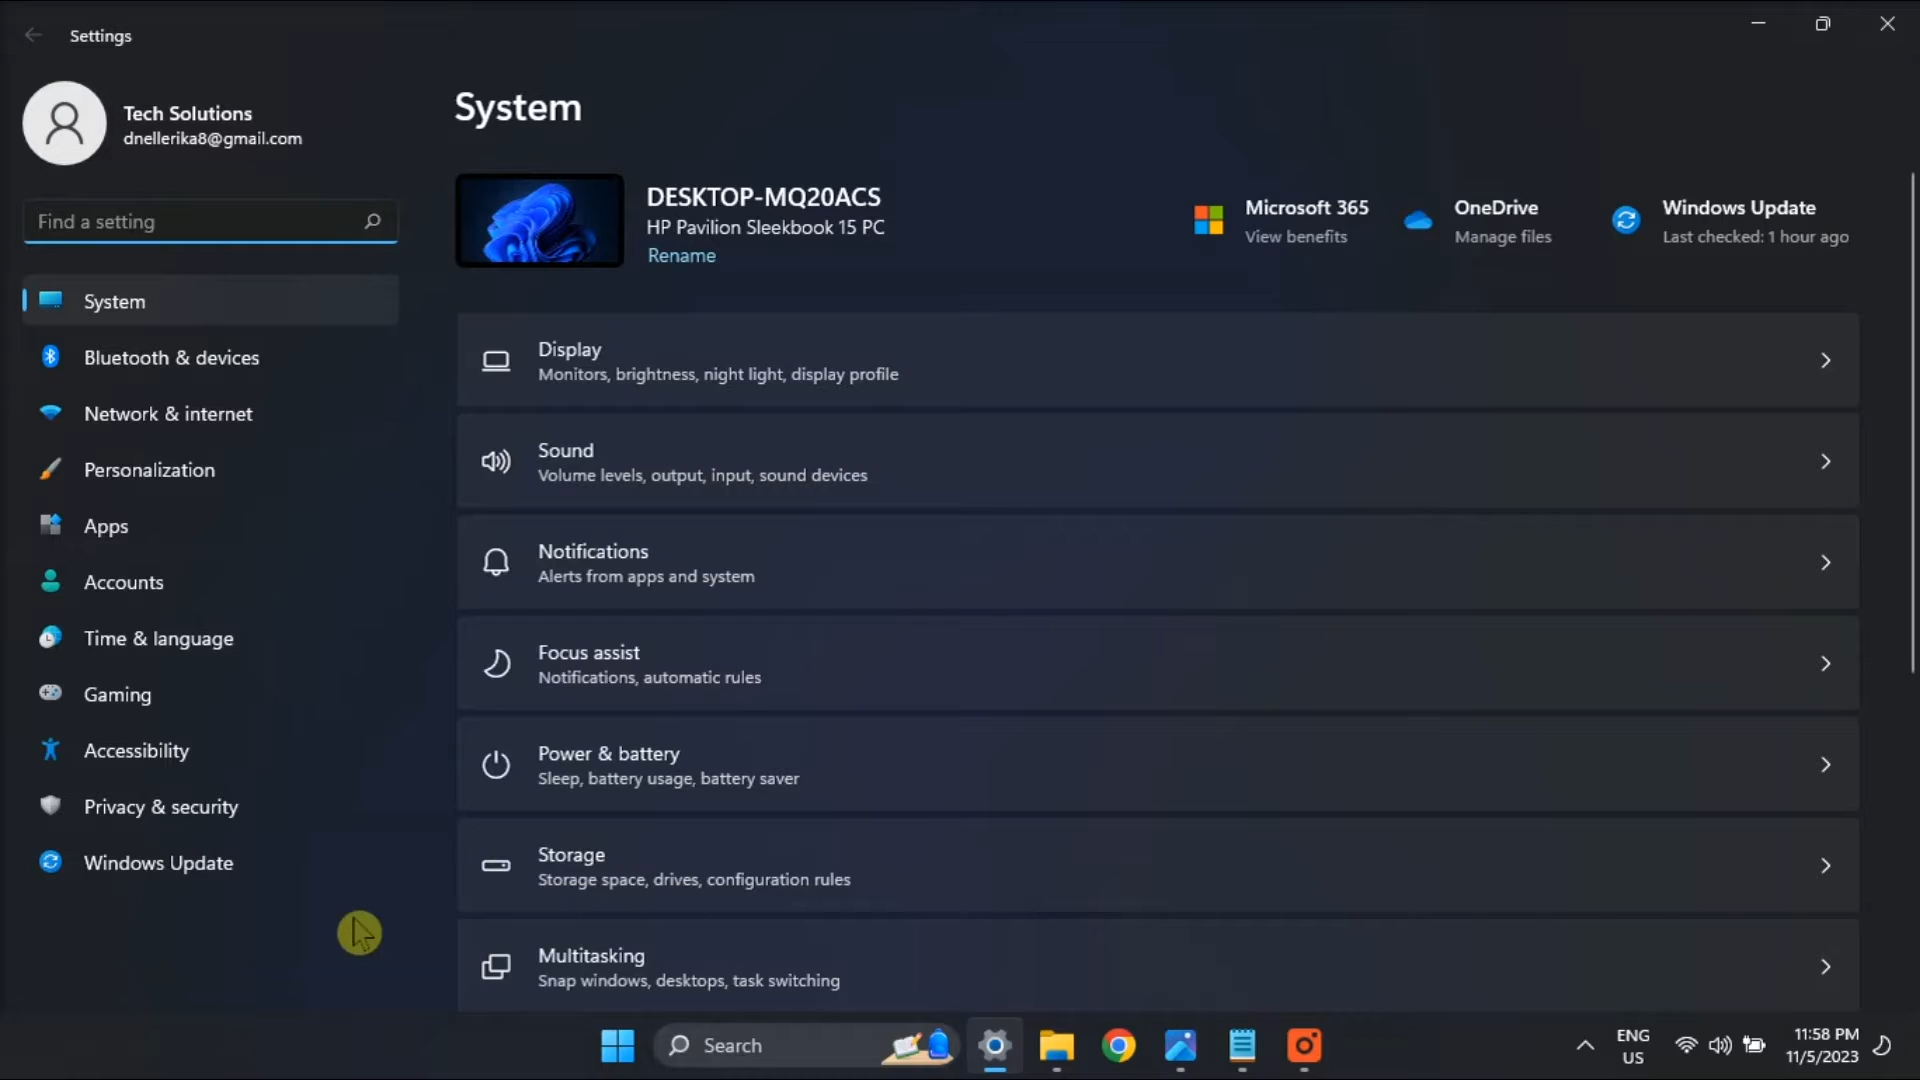 Settings
Tech Solutions
dnellerika8@gmail.com
Find a setting
System
Bluetooth & devices
Network & internet
Personalization
Apps
Accounts
Time & language
Gaming
Accessibility
Privacy & security
Windows Update
System
DESKTOP-MQ20ACS
HP Pavilion Sleekbook 15 PC
Rename
Microsoft 365
View benefits
OneDrive
Manage files
Windows Update
Last checked: 1 hour ago
Display
Monitors, brightness, night light, display profile
Sound
Volume levels, output, input, sound devices
Notifications
Alerts from apps and system
Focus assist
Notifications, automatic rules
Power & battery
Sleep, battery usage, battery saver
Storage
Storage space, drives, configuration rules
Multitasking
Snap windows, desktops, task switching
Search
ENG
US
11:58 PM
11/5/2023